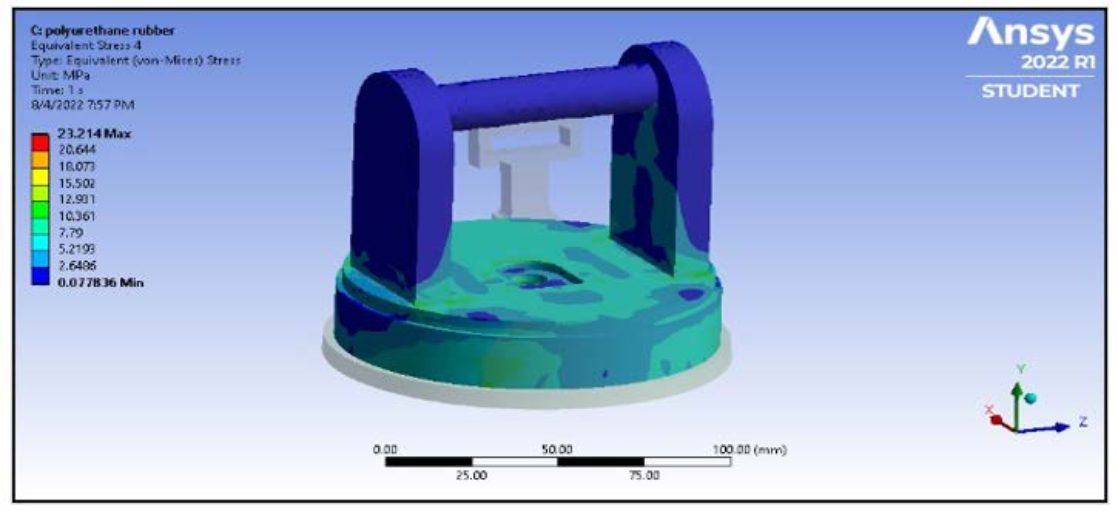 C: polyurethane rubber
Equivalent Stress 4
Type: Equivalent (von-Mises) Stress
Unit: MPa
Time: 1 s
8/4/2022 7:57 PM
23.214 Max
20.644
18.073
15.502
12.931
10.361
7.79
5.2193
2.6486
0.077836 Min
Ansys
2022 R1
STUDENT
Y
X
Z
0.00 50.00 100.00 (mm)
25.00 75.00